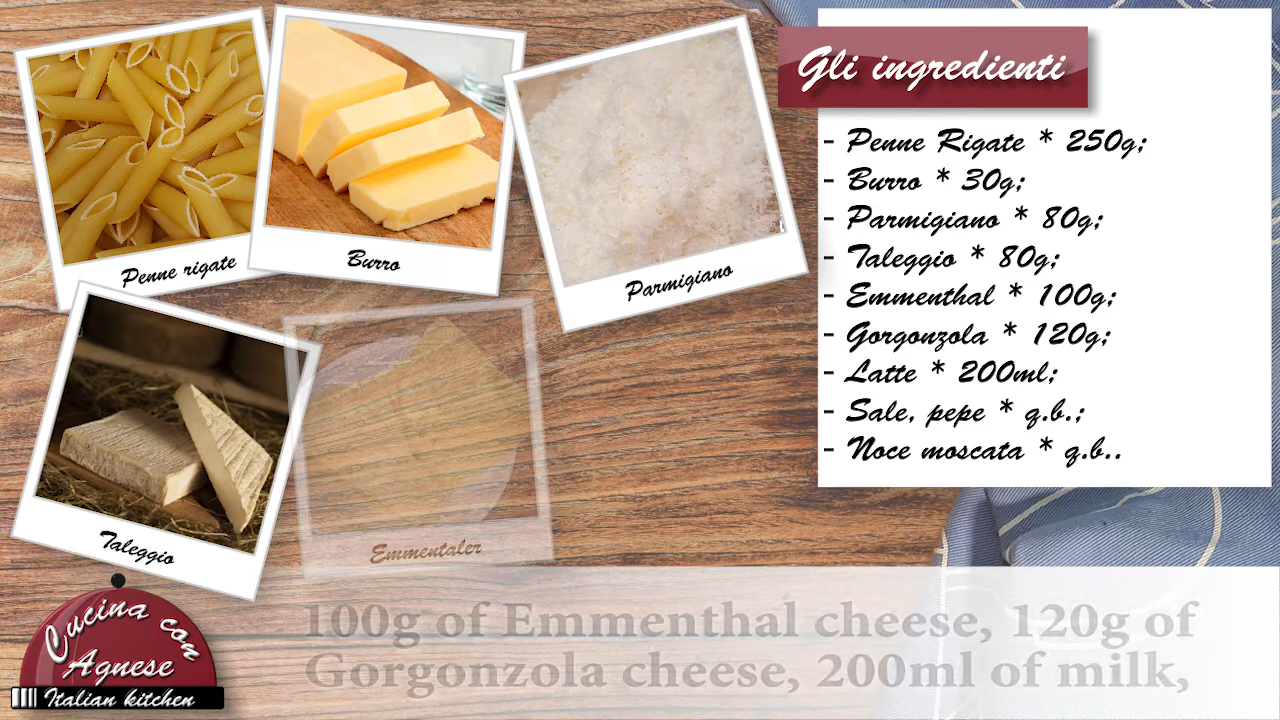 Gli ingredienti
- Penne Rigate * 250g;
- Burro * 30g;
- Parmigiano * 80g;
- Taleggio * 80g;
- Emmenthal * 100g;
- Gorgonzola * 120g;
- Latte * 200ml;
- Sale, pepe * q.b.;
- Noce moscata * q.b..
Penne rigate
Burro
Parmigiano
Taleggio
Emmentaler
100g of Emmenthal cheese, 120g of
Gorgonzola cheese, 200ml of milk,
Cucina con
Agnese
Italian kitchen